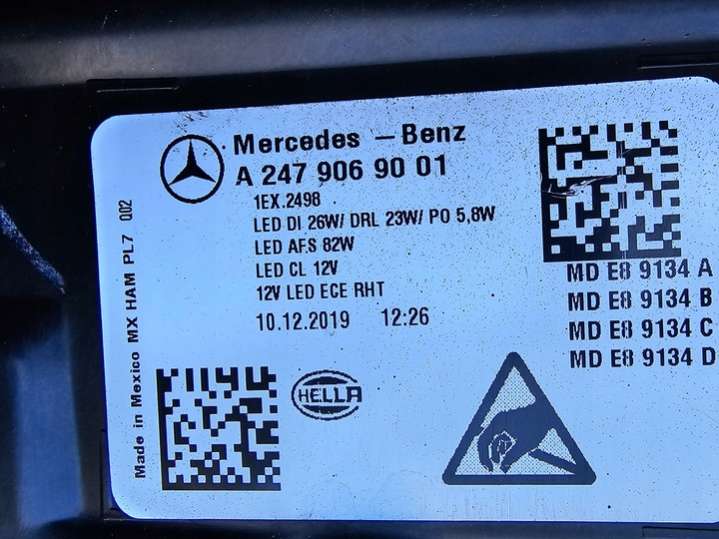 Mercedes - Benz
A 247 906 90 01
1EX.2498
LED DI 26W/ DRL 23W/ PO 5,8W
LED AFS 82W
LED CL 12V
12V LED ECE RHT
10.12.2019 12:26
MD E8 9134 A
MD E8 9134 B
MD E8 9134 C
MD E8 9134 D
HELLA
Made in Mexico MX HAM PL7 002